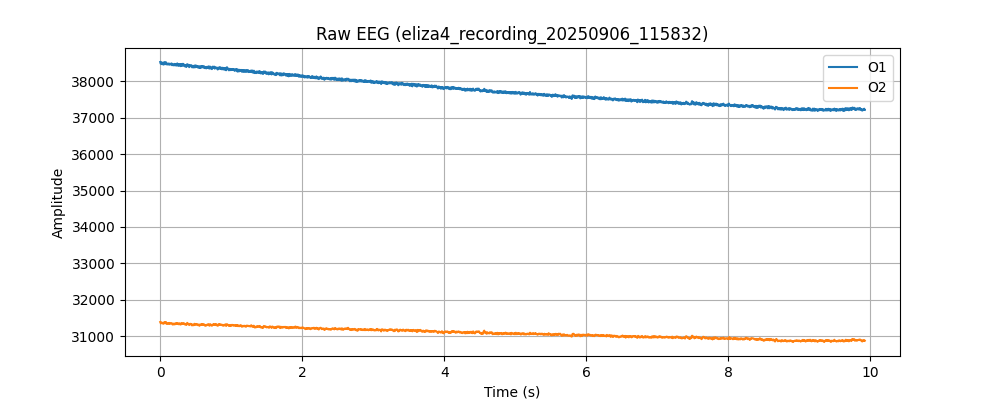 Raw EEG (eliza4_recording_20250906_115832)
O1
O2
Amplitude
38000
37000
36000
35000
34000
33000
32000
31000
0 2 4 6 8 10
Time (s)